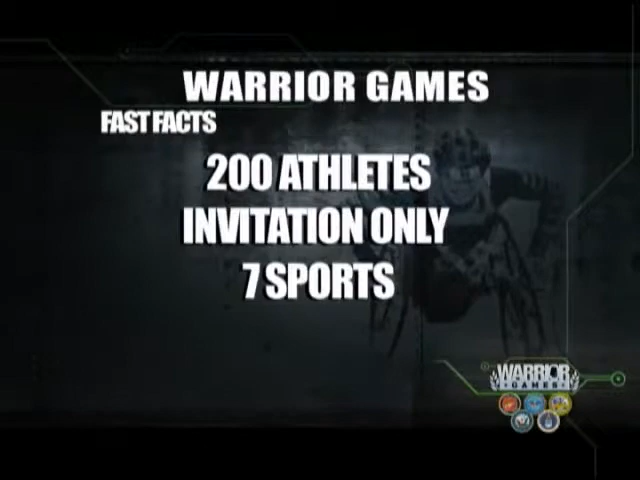 WARRIOR GAMES
FAST FACTS
200 ATHLETES
INVITATION ONLY
7 SPORTS
WARRIOR
GAMES